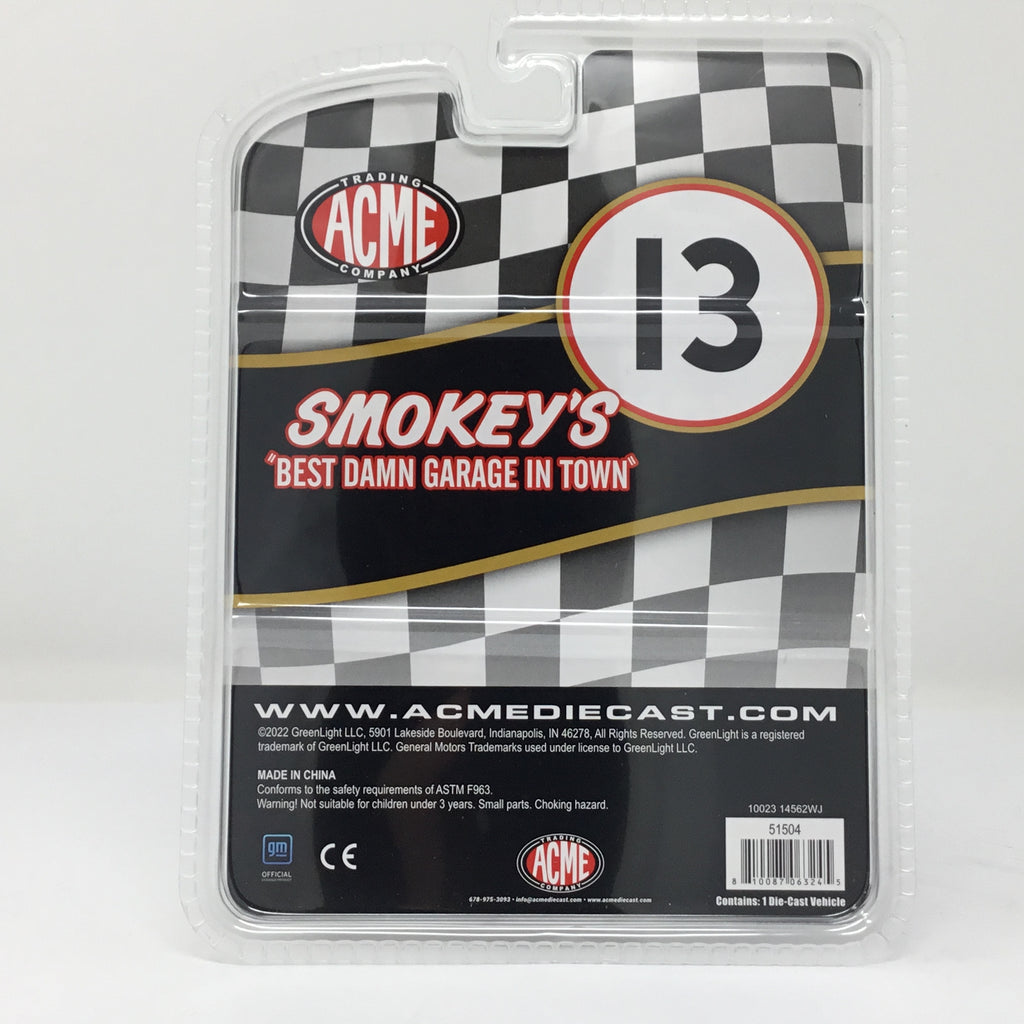 TRADING
ACME
COMPANY
13
SMOKEY'S
"BEST DAMN GARAGE IN TOWN"
WWW.ACMEDIECAST.COM
©2022 GreenLight LLC, 5901 Lakeside Boulevard, Indianapolis, IN 46278, All Rights Reserved. GreenLight is a registered
trademark of GreenLight LLC. General Motors Trademarks used under license to GreenLight LLC.
MADE IN CHINA
Conforms to the safety requirements of ASTM F963.
Warning! Not suitable for children under 3 years. Small parts. Choking hazard.
10023 14562WJ
51504
gm
OFFICIAL
CE
TRADING
ACME
COMPANY
8 10087 06324 5
678-975-3093 • info@acmediecast.com • www.acmediecast.com
Contains: 1 Die-Cast Vehicle